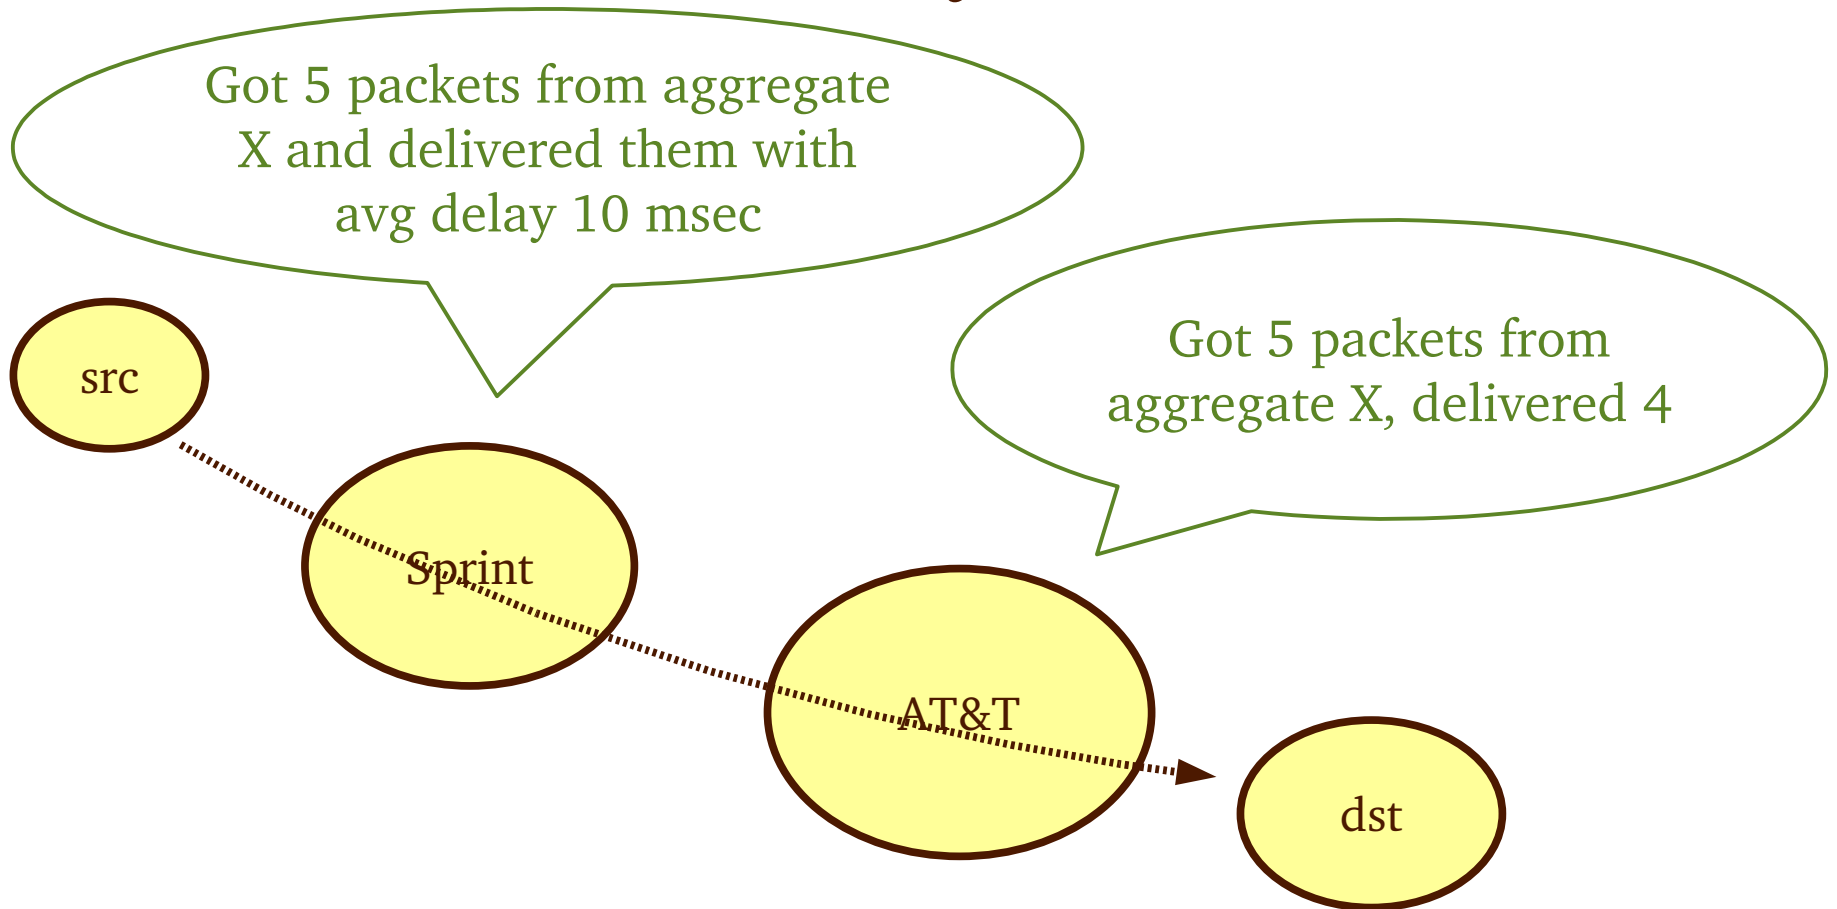 Got 5 packets from aggregate
X and delivered them with
avg delay 10 msec
Got 5 packets from
aggregate X, delivered 4
src
Sprint
AT&T
dst